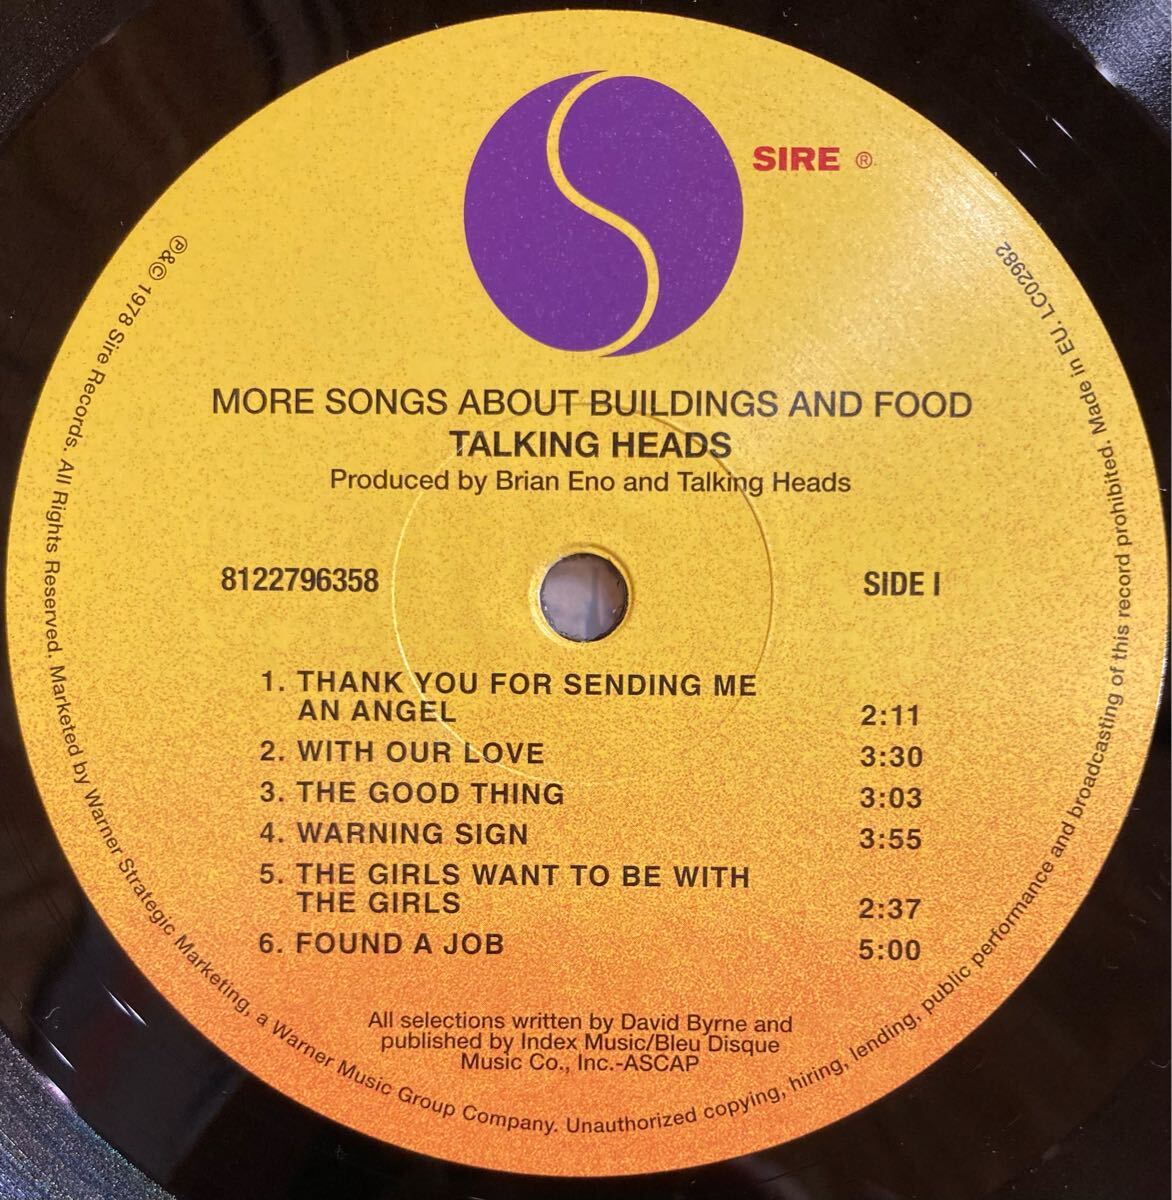 SIRE ®
MORE SONGS ABOUT BUILDINGS AND FOOD
TALKING HEADS
Produced by Brian Eno and Talking Heads
8122796358
SIDE I
1. THANK YOU FOR SENDING ME
AN ANGEL 2:11
2. WITH OUR LOVE 3:30
3. THE GOOD THING 3:03
4. WARNING SIGN 3:55
5. THE GIRLS WANT TO BE WITH
THE GIRLS 2:37
6. FOUND A JOB 5:00
All selections written by David Byrne and
published by Index Music/Bleu Disque
Music Co., Inc.-ASCAP
℗&© 1978 Sire Records. All Rights Reserved. Marketed by Warner Strategic Marketing, a Warner Music Group Company. Unauthorized copying, hiring, lending, public performance and broadcasting of this record prohibited. Made in EU. LC02982